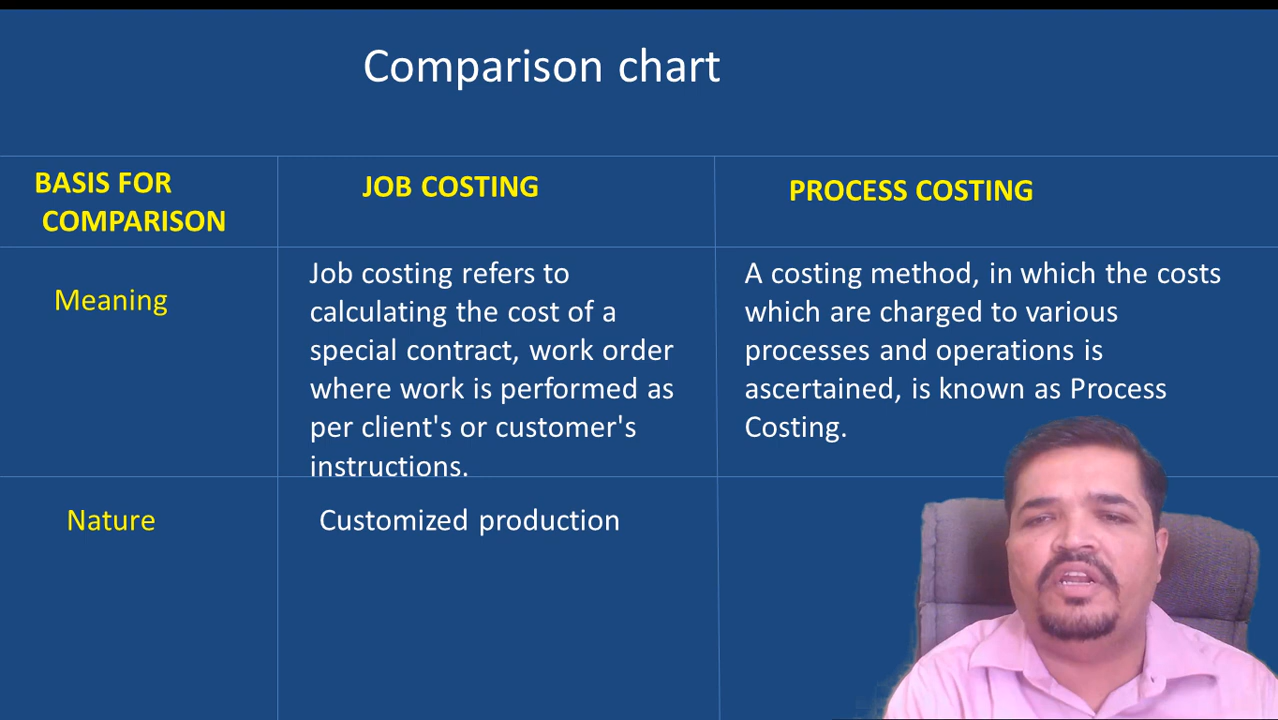 Comparison chart
BASIS FOR
COMPARISON
JOB COSTING
PROCESS COSTING
Meaning
Job costing refers to
calculating the cost of a
special contract, work order
where work is performed as
per client's or customer's
instructions.
A costing method, in which the costs
which are charged to various
processes and operations is
ascertained, is known as Process
Costing.
Nature
Customized production